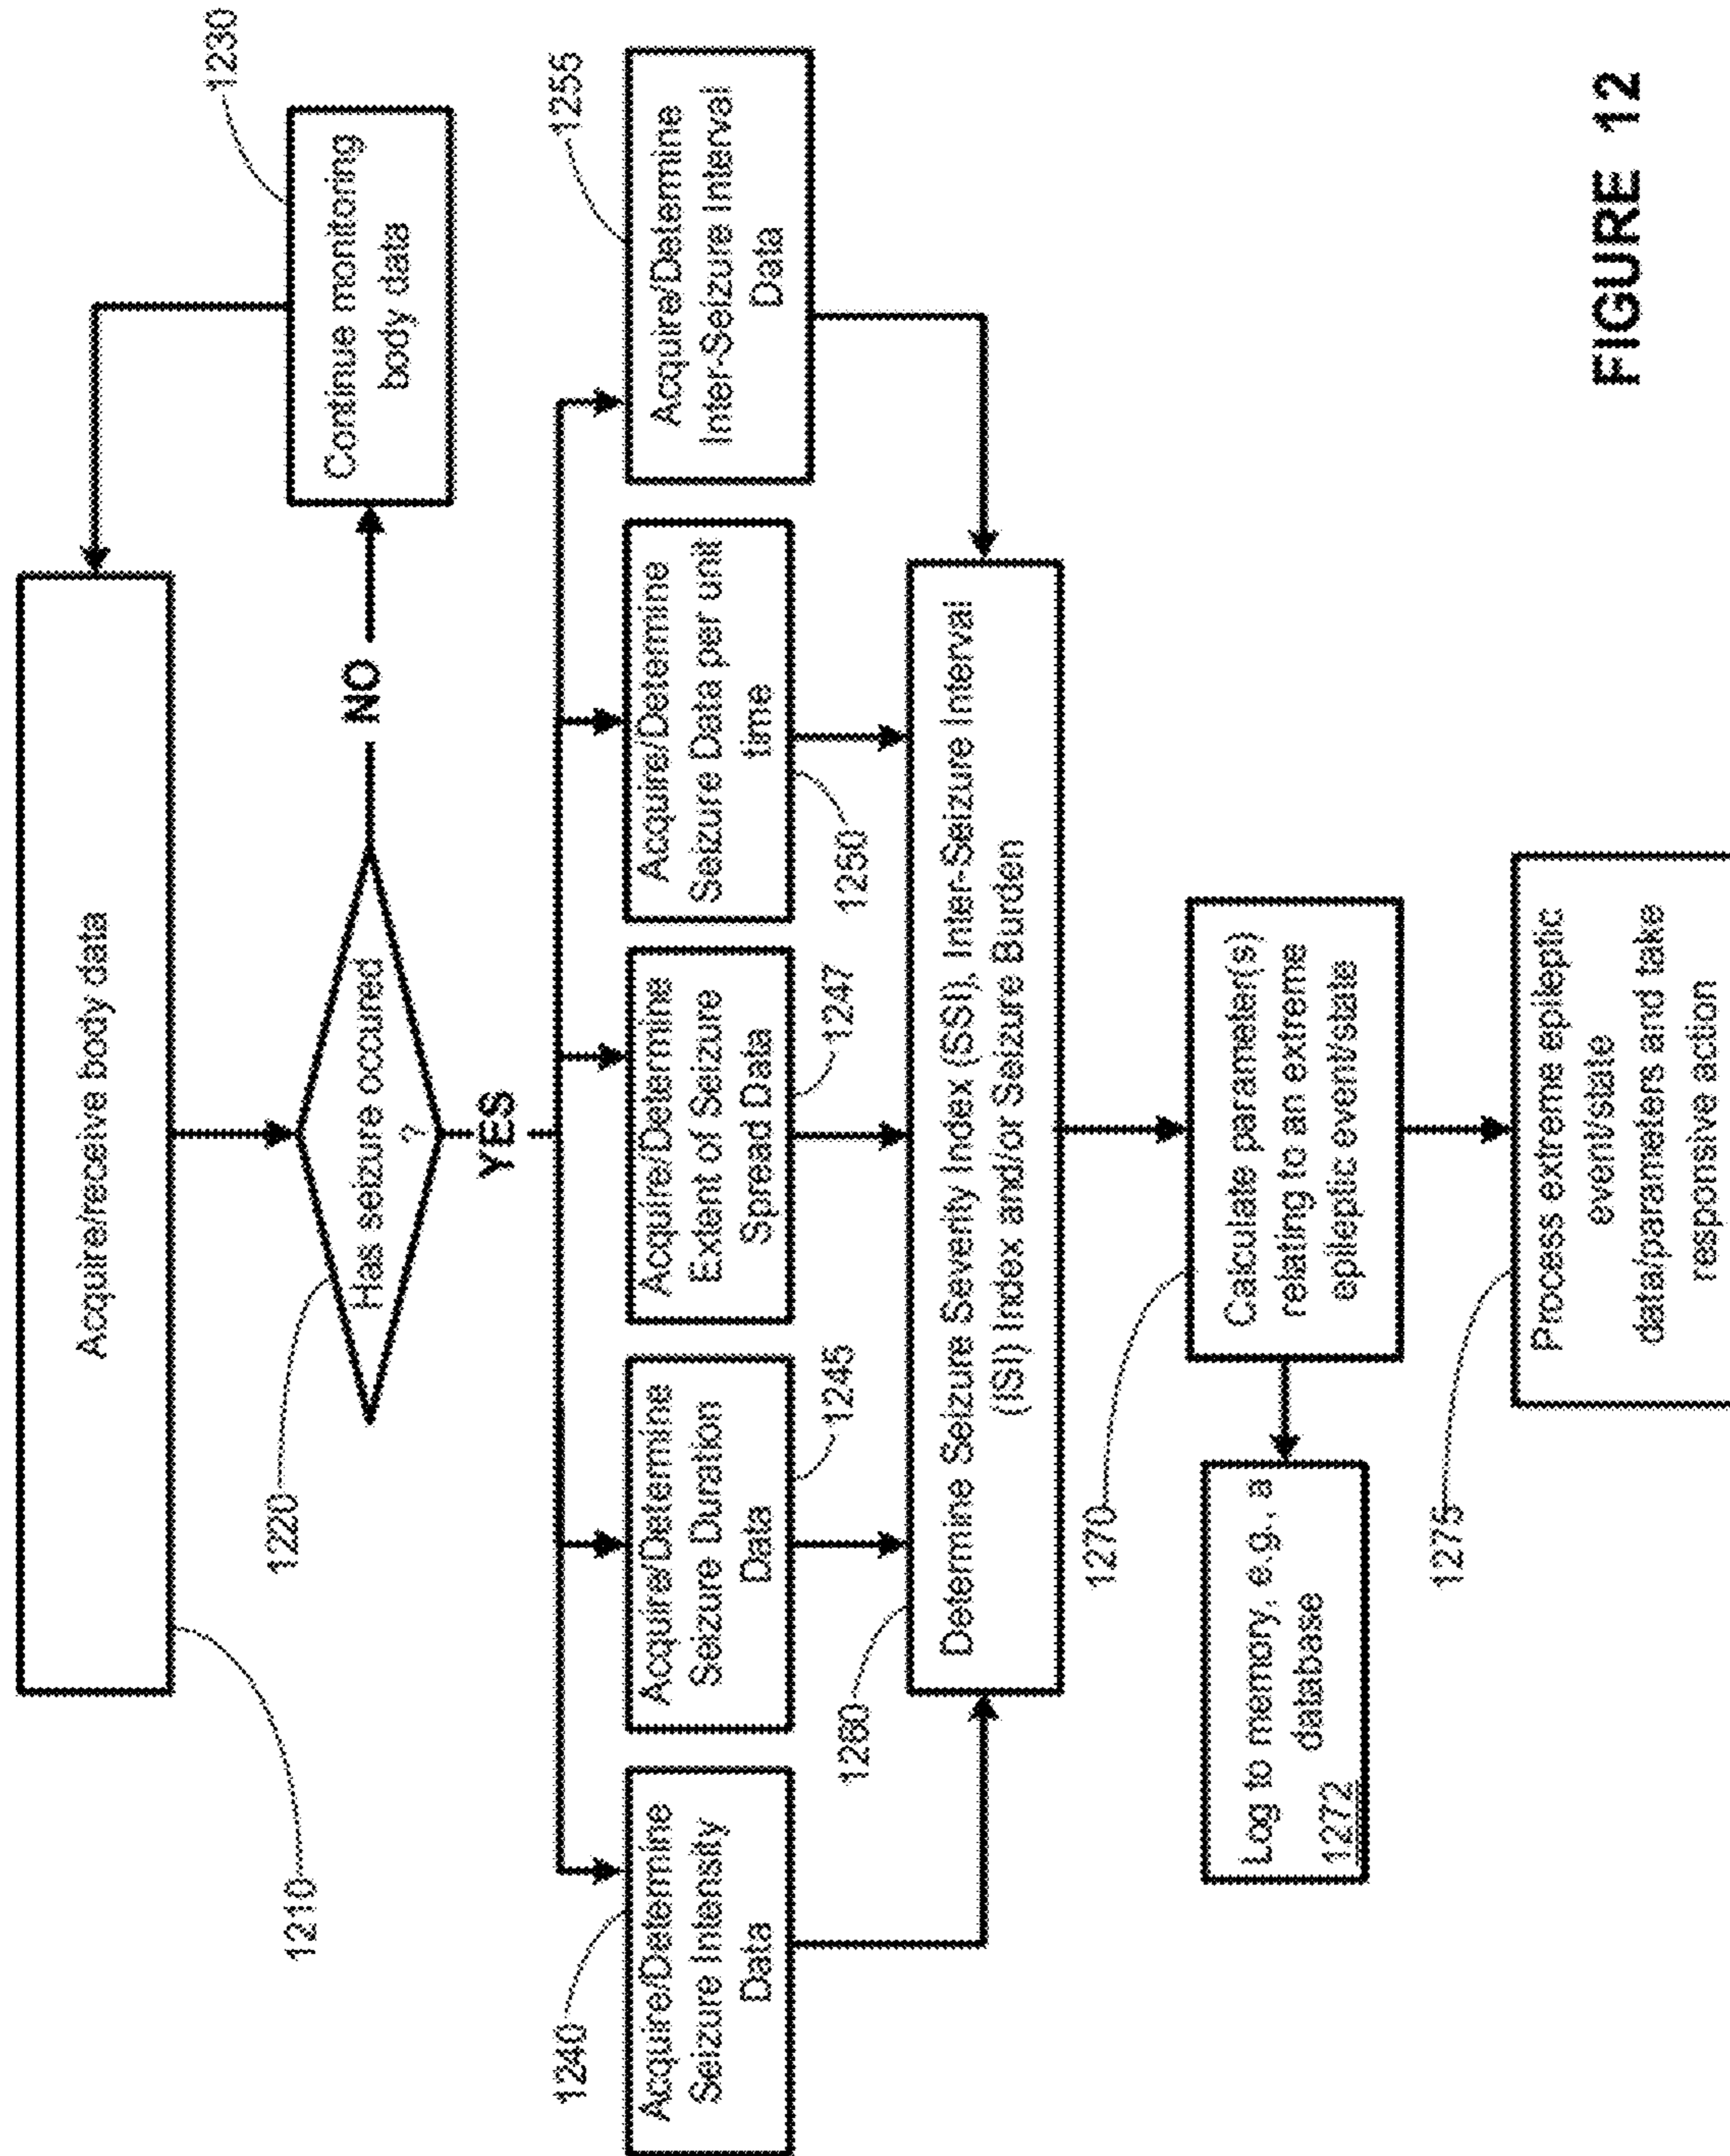 Acquire/receive body data
1210
Has seizure occured
?
1220
NO
Continue monitoring
body data
1230
YES
1240
Acquire/Determine
Seizure Intensity
Data
Acquire/Determine
Seizure Duration
Data
1245
Acquire/Determine
Extent of Seizure
Spread Data
1247
Acquire/Determine
Seizure Data per unit
time
1250
Acquire/Determine
Inter-Seizure Interval
Data
1255
1260
Determine Seizure Severity Index (SSI), Inter-Seizure Interval
(ISI) Index and/or Seizure Burden
1270
Calculate parameter(s)
relating to an extreme
epileptic event/state
Log to memory, e.g., a
database
1272
1275
Process extreme epileptic
event/state
data/parameters and take
responsive action
FIGURE 12